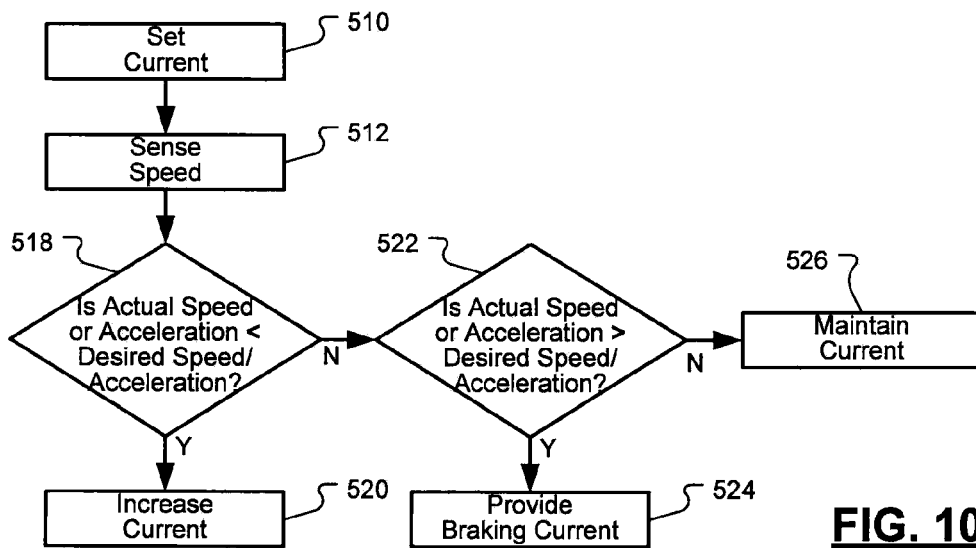 Set
Current
510
Sense
Speed
512
518
Is Actual Speed
or Acceleration <
Desired Speed/
Acceleration?
N
Y
522
Is Actual Speed
or Acceleration >
Desired Speed/
Acceleration?
N
Y
526
Maintain
Current
Increase
Current
520
Provide
Braking Current
524
FIG. 10